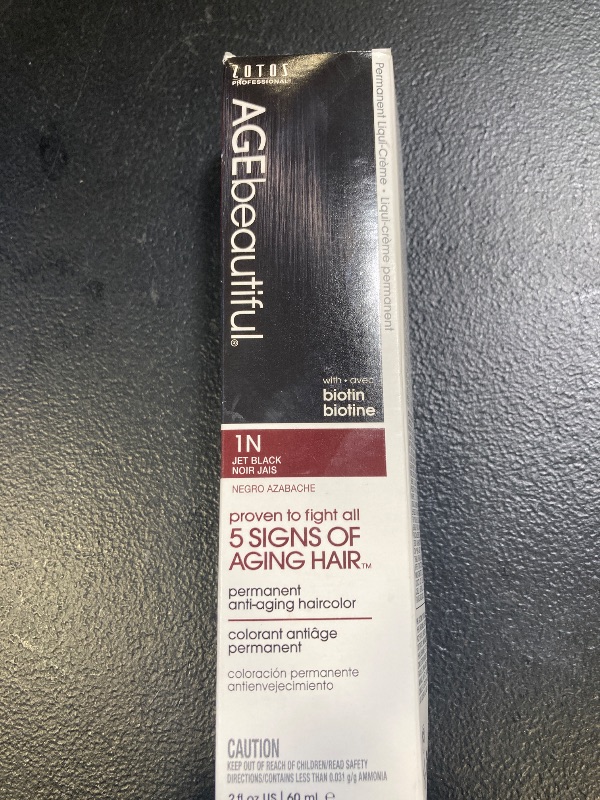 ZOTOS
PROFESSIONAL
AGEbeautiful®
Permanent Liqui-Crème • Liqui-crème permanent
with • avec
biotin
biotine
1N
JET BLACK
NOIR JAIS
NEGRO AZABACHE
proven to fight all
5 SIGNS OF
AGING HAIR™
permanent
anti-aging haircolor
colorant antiâge
permanent
coloración permanente
antienvejecimiento
CAUTION
KEEP OUT OF REACH OF CHILDREN/READ SAFETY
DIRECTIONS/CONTAINS LESS THAN 0.031 g/g AMMONIA
2 fl oz US | 60 mL e